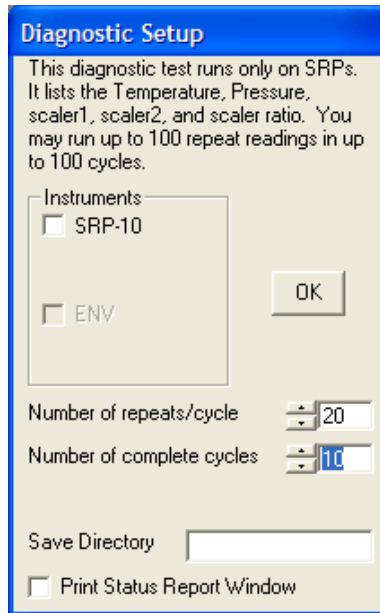 Diagnostic Setup
This diagnostic test runs only on SRPs.
It lists the Temperature, Pressure,
scaler1, scaler2, and scaler ratio. You
may run up to 100 repeat readings in up
to 100 cycles.
Instruments
SRP-10
ENV
OK
Number of repeats/cycle 20
Number of complete cycles 10
Save Directory
Print Status Report Window